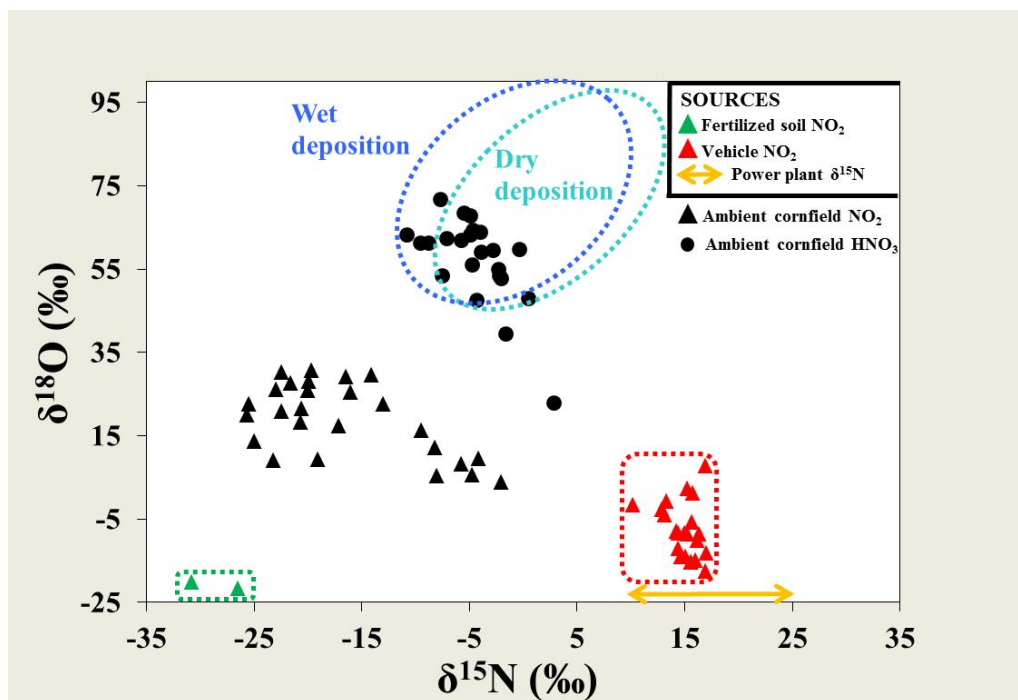 95
75
55
35
15
-5
-25
-35
-25
-15
-5
5
15
25
35
δ¹⁸O (‰)
δ¹⁵N (‰)
Wet
deposition
Dry
deposition
SOURCES
Fertilized soil NO₂
Vehicle NO₂
Power plant δ¹⁵N
Ambient cornfield NO₂
Ambient cornfield HNO₃